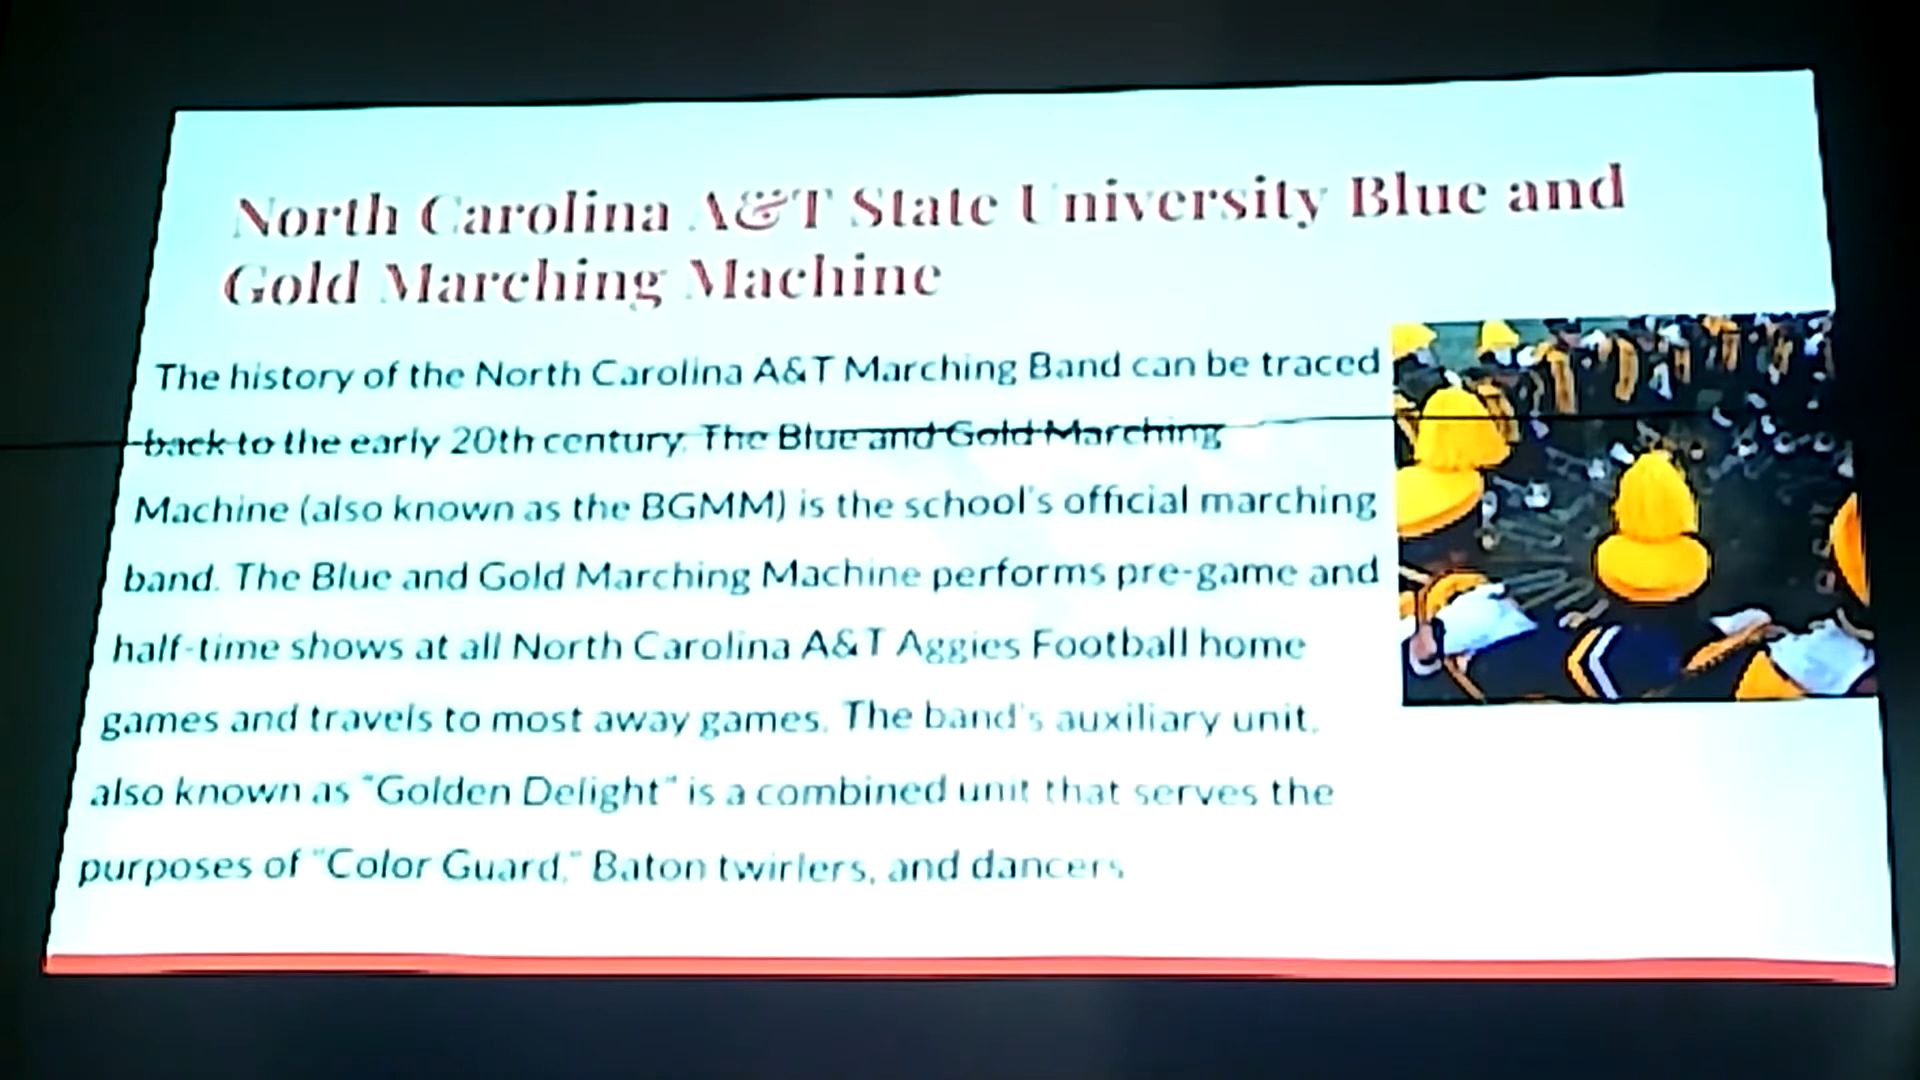 North Carolina A&T State University Blue and
Gold Marching Machine
The history of the North Carolina A&T Marching Band can be traced
back to the early 20th century. The Blue and Gold Marching
Machine (also known as the BGMM) is the school's official marching
band. The Blue and Gold Marching Machine performs pre-game and
half-time shows at all North Carolina A&T Aggies Football home
games and travels to most away games. The band's auxiliary unit,
also known as "Golden Delight" is a combined unit that serves the
purposes of "Color Guard," Baton twirlers, and dancers